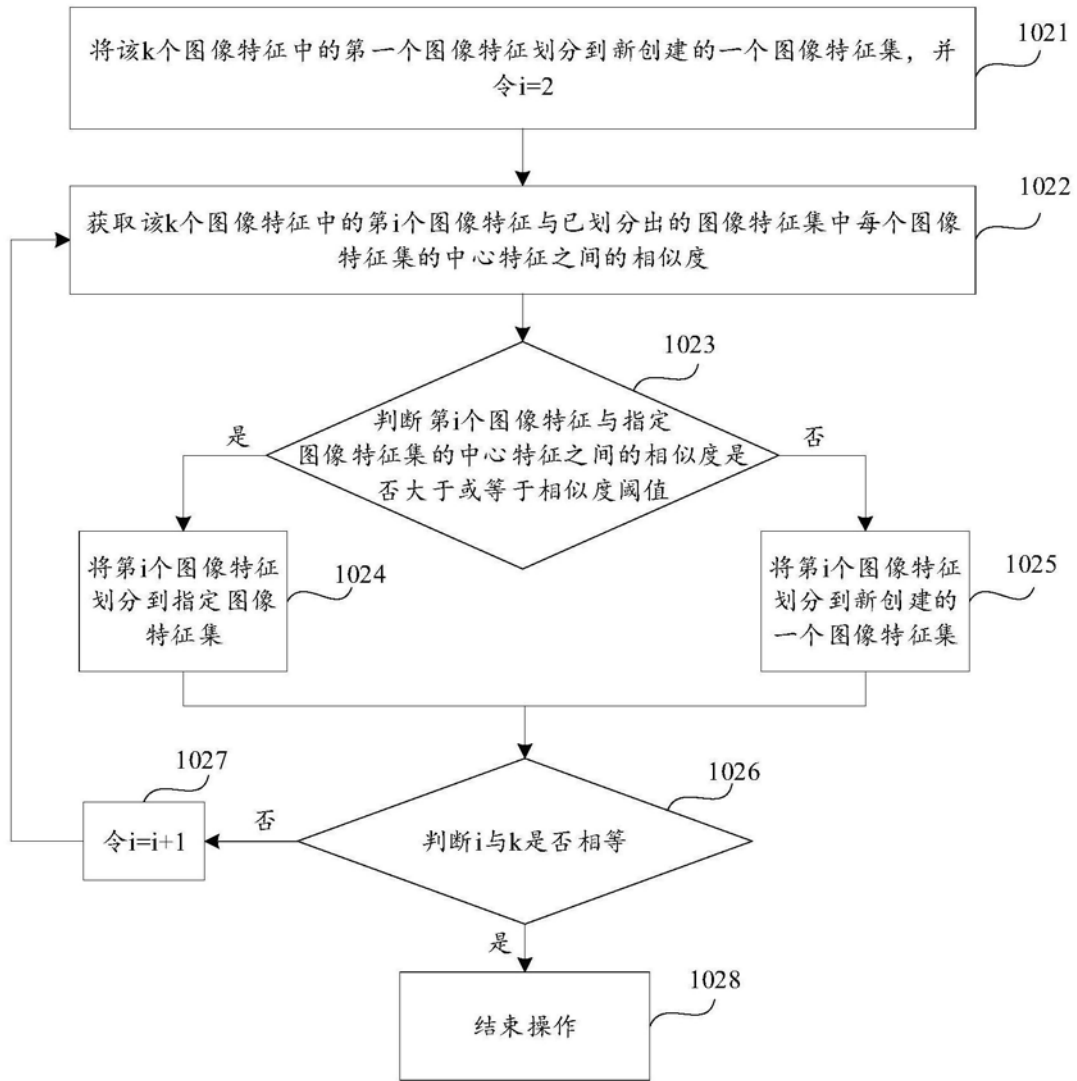 将该k个图像特征中的第一个图像特征划分到新创建的一个图像特征集，并
令i=2
1021
获取该k个图像特征中的第i个图像特征与已划分出的图像特征集中每个图像
特征集的中心特征之间的相似度
1022
判断第i个图像特征与指定
图像特征集的中心特征之间的相似度是
否大于或等于相似度阈值
1023
是
否
将第i个图像特征
划分到指定图像
特征集
1024
将第i个图像特征
划分到新创建的
一个图像特征集
1025
判断i与k是否相等
1026
否
令i=i+1
1027
是
结束操作
1028